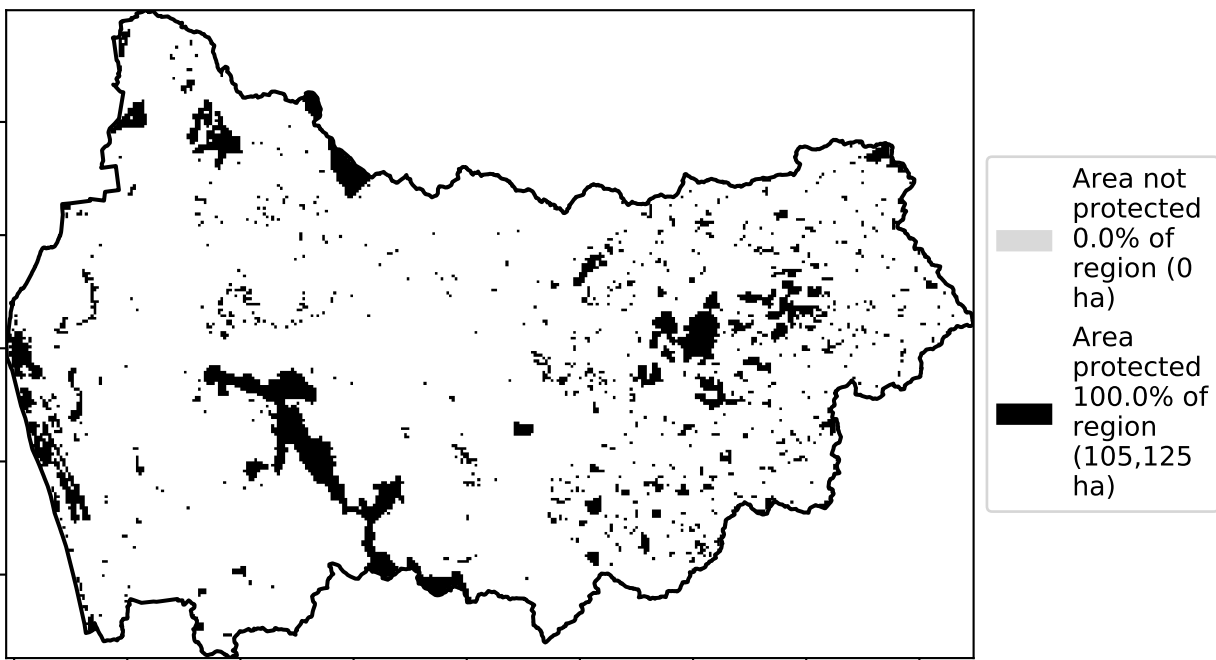 Area not
protected
0.0% of
region (0
ha)
Area
protected
100.0% of
region
(105,125
ha)